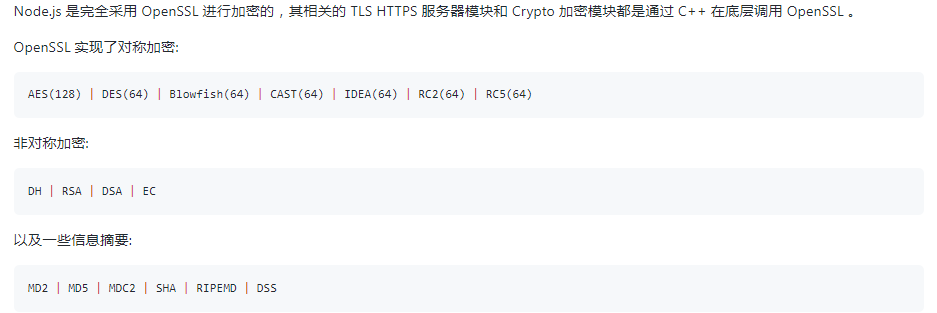 Node.js 是完全采用 OpenSSL 进行加密的，其相关的 TLS HTTPS 服务器模块和 Crypto 加密模块都是通过 C++ 在底层调用 OpenSSL 。
OpenSSL 实现了对称加密:
AES(128) | DES(64) | Blowfish(64) | CAST(64) | IDEA(64) | RC2(64) | RC5(64)
非对称加密:
DH | RSA | DSA | EC
以及一些信息摘要:
MD2 | MD5 | MDC2 | SHA | RIPEMD | DSS